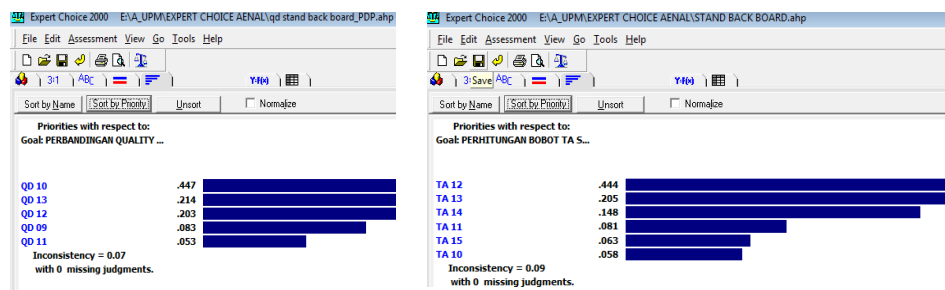 Expert Choice 2000 E:\A_UPM\EXPERT CHOICE AENAL\qd stand back board_PDP.ahp
File Edit Assessment View Go Tools Help
3:1 ABC Y=f(x)
Sort by Name Sort by Priority Unsort Normalize
Priorities with respect to:
Goal: PERBANDINGAN QUALITY ...
QD 10 .447
QD 13 .214
QD 12 .203
QD 09 .083
QD 11 .053
Inconsistency = 0.07
with 0 missing judgments.
Expert Choice 2000 E:\A_UPM\EXPERT CHOICE AENAL\STAND BACK BOARD.ahp
File Edit Assessment View Go Tools Help
3: Save ABC Y=f(x)
Sort by Name Sort by Priority Unsort Normalize
Priorities with respect to:
Goal: PERHITUNGAN BOBOT TA S...
TA 12 .444
TA 13 .205
TA 14 .148
TA 11 .081
TA 15 .063
TA 10 .058
Inconsistency = 0.09
with 0 missing judgments.